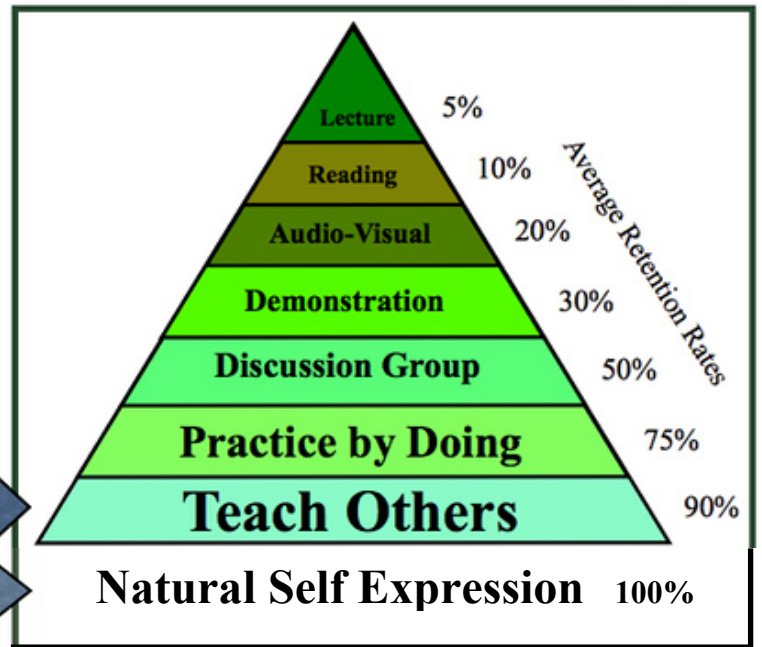 Lecture 5%
Reading 10%
Audio-Visual 20%
Demonstration 30%
Discussion Group 50%
Practice by Doing 75%
Teach Others 90%
Average Retention Rates
Natural Self Expression 100%